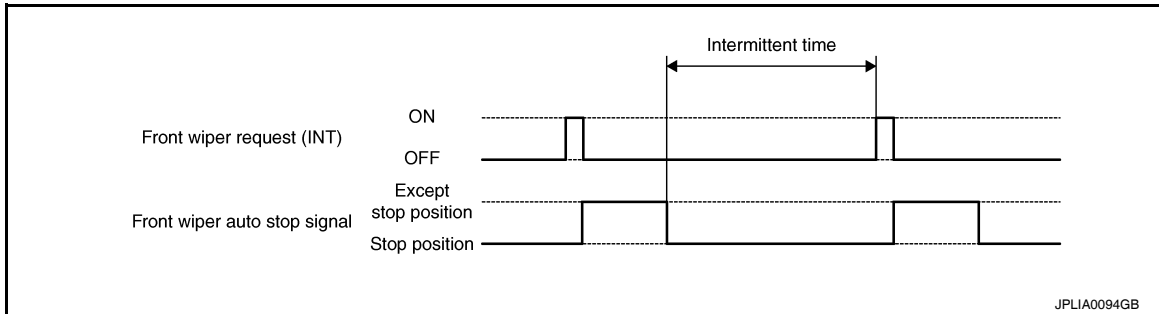 Intermittent time
ON
Front wiper request (INT)
OFF
Except
stop position
Front wiper auto stop signal
Stop position
JPLIA0094GB